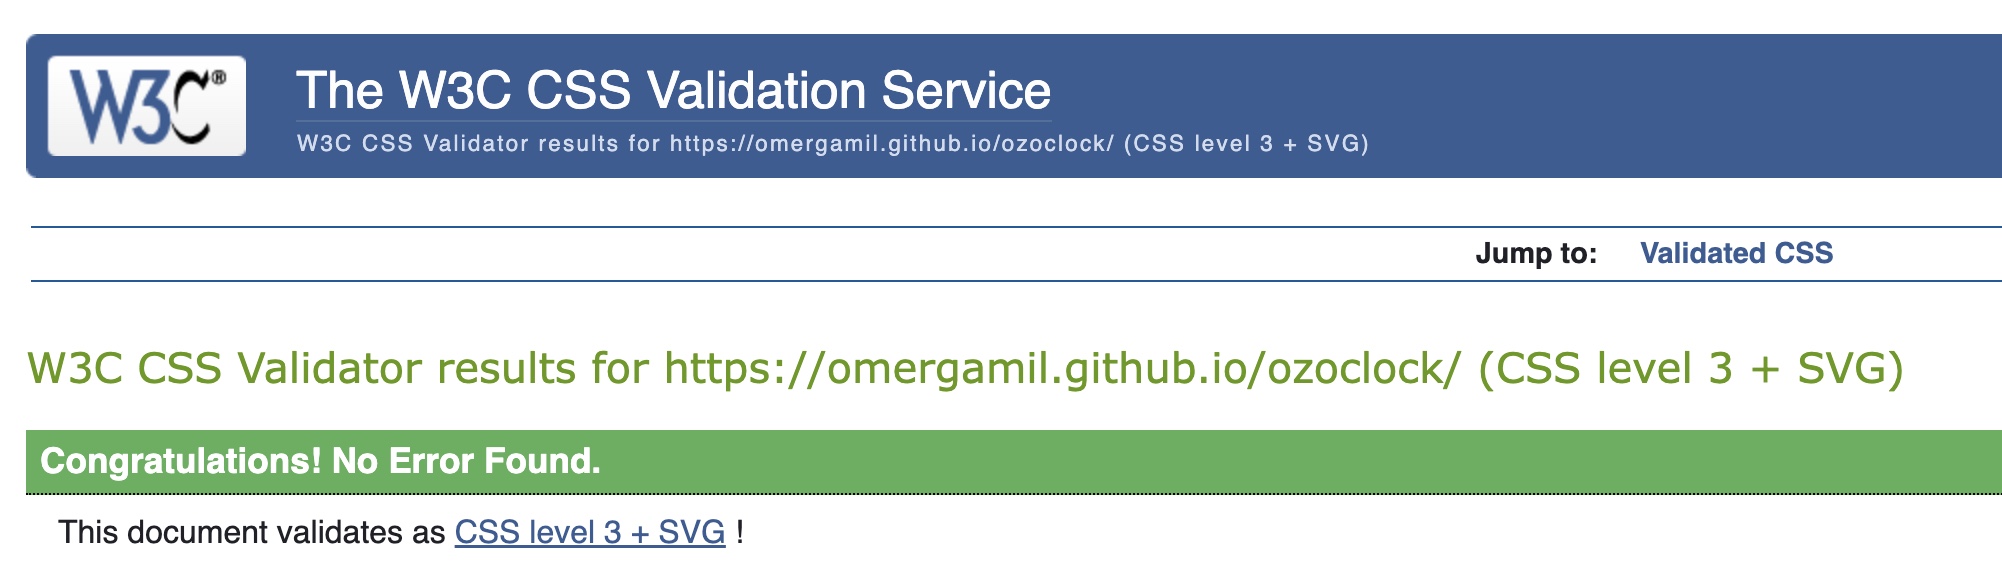 W3C®
The W3C CSS Validation Service
W3C CSS Validator results for https://omergamil.github.io/ozoclock/ (CSS level 3 + SVG)
Jump to: Validated CSS
W3C CSS Validator results for https://omergamil.github.io/ozoclock/ (CSS level 3 + SVG)
Congratulations! No Error Found.
This document validates as CSS level 3 + SVG !